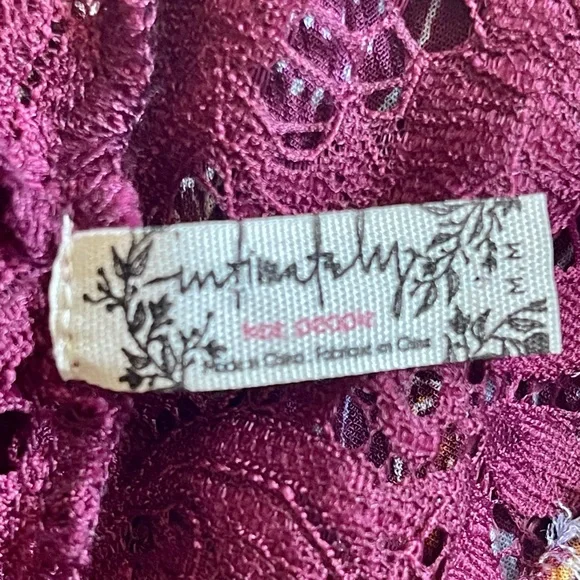 intimately
free people
Made in China · Fabriqué en Chine
M M